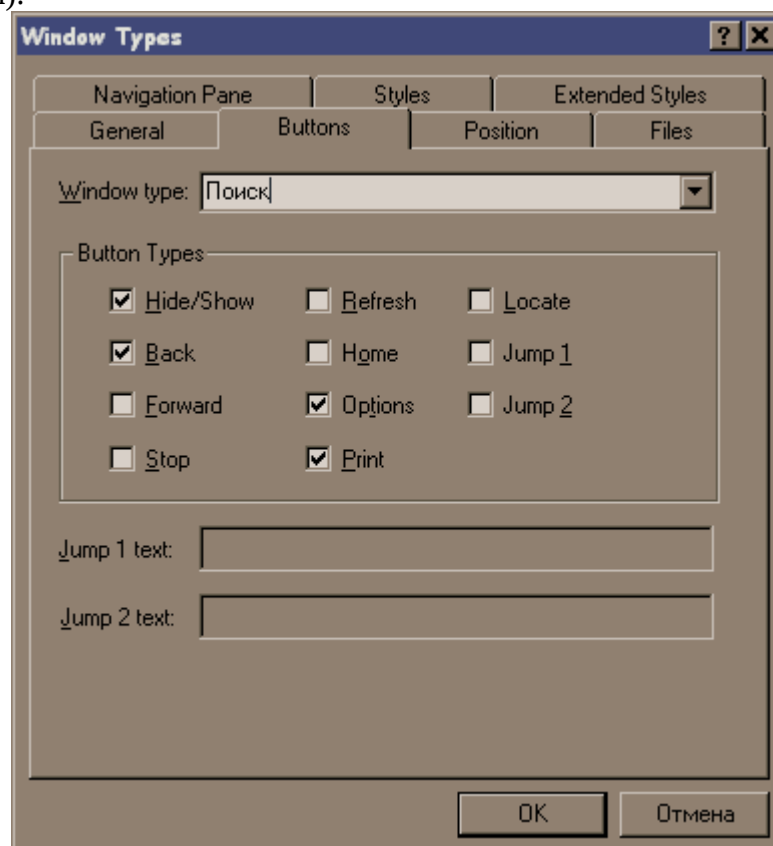 Window Types
Navigation Pane Styles Extended Styles
General Buttons Position Files
Window type: Поиск
Button Types
Hide/Show Refresh Locate
Back Home Jump 1
Forward Options Jump 2
Stop Print
Jump 1 text:
Jump 2 text:
OK Отмена